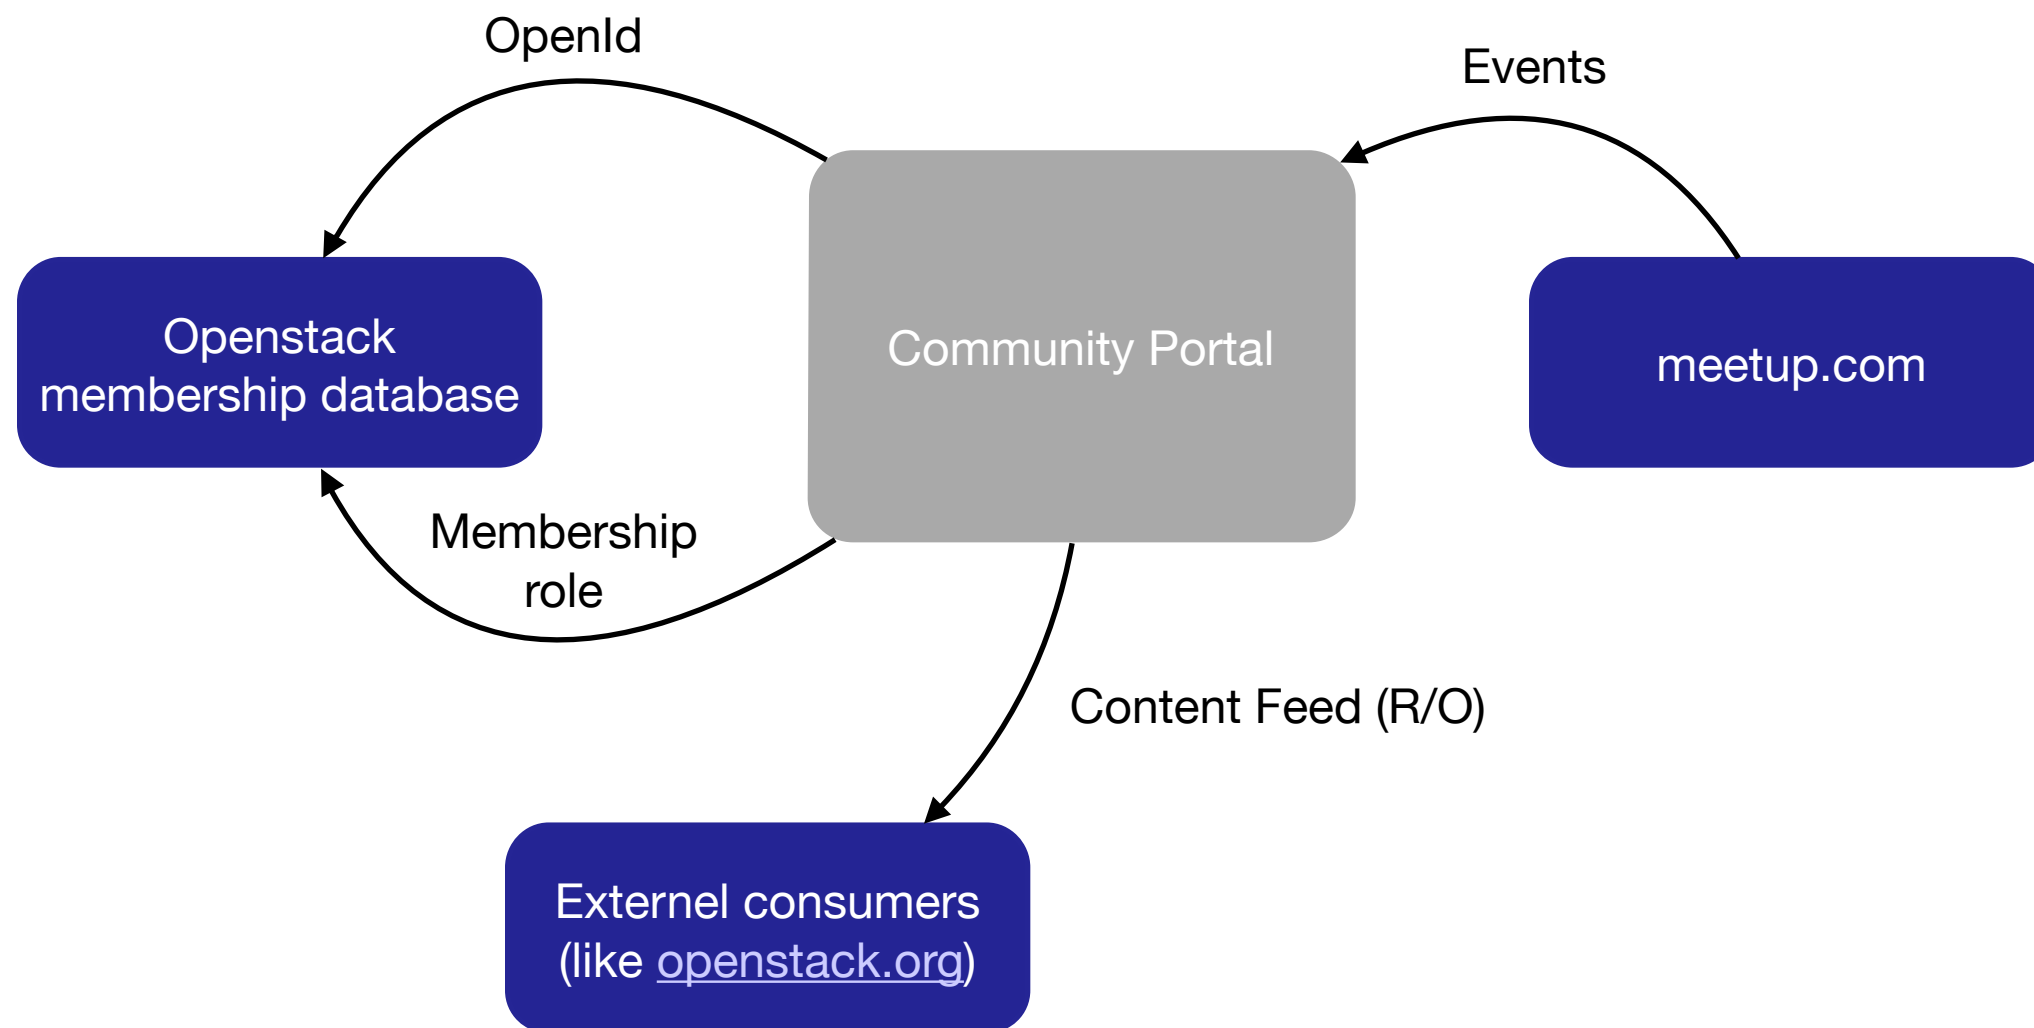 OpenId
Events
Openstack
membership database
Community Portal
meetup.com
Membership
role
Content Feed (R/O)
Externel consumers
(like openstack.org)